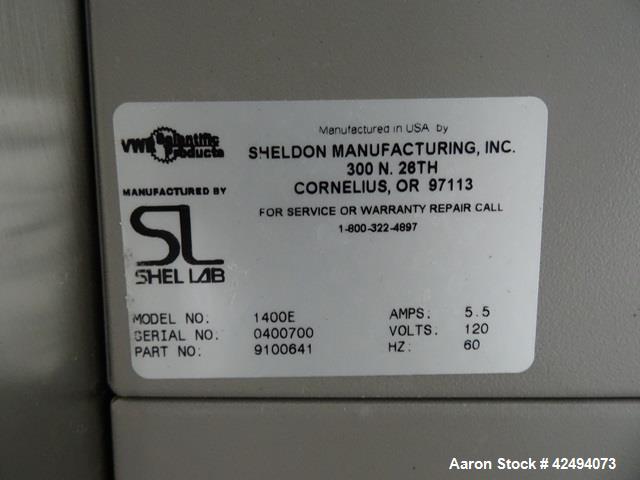 VWR Scientific Products
Manufactured in USA by
SHELDON MANUFACTURING, INC.
300 N. 26TH
CORNELIUS, OR 97113
MANUFACTURED BY
SL
SHEL LAB
FOR SERVICE OR WARRANTY REPAIR CALL
1-800-322-4897
MODEL NO: 1400E
SERIAL NO: 0400700
PART NO: 9100641
AMPS: 5.5
VOLTS: 120
HZ: 60
Aaron Stock # 42494073